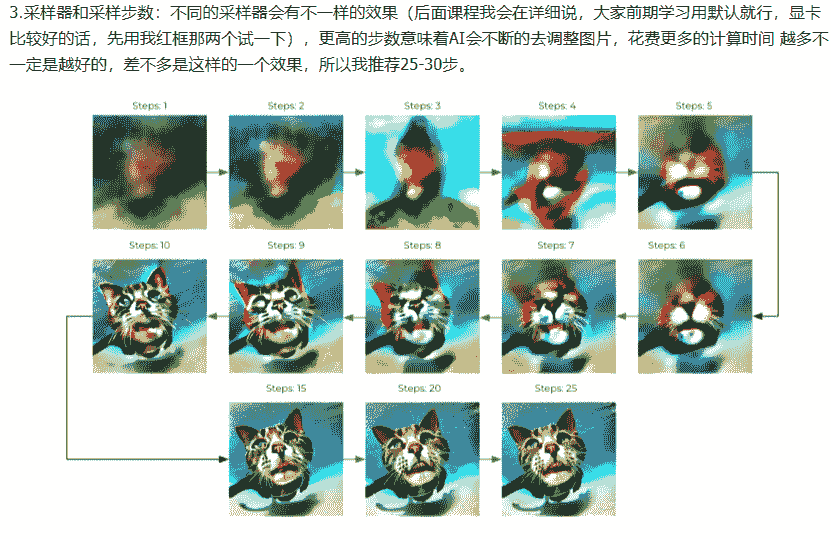 3.采样器和采样步数：不同的采样器会有不一样的效果（后面课程我会在详细说，大家前期学习用默认就行，显卡
比较好的话，先用我红框那两个试一下），更高的步数意味着AI会不断的去调整图片，花费更多的计算时间 越多不
一定是越好的，差不多是这样的一个效果，所以我推荐25-30步。
Steps: 1
Steps: 2
Steps: 3
Steps: 4
Steps: 5
Steps: 10
Steps: 9
Steps: 8
Steps: 7
Steps: 6
Steps: 15
Steps: 20
Steps: 25